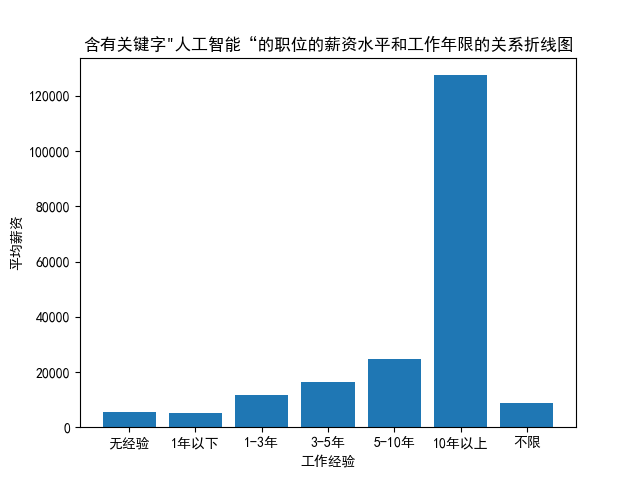 含有关键字"人工智能“的职位的薪资水平和工作年限的关系折线图
平均薪资
120000
100000
80000
60000
40000
20000
0
无经验 1年以下 1-3年 3-5年 5-10年 10年以上 不限
工作经验